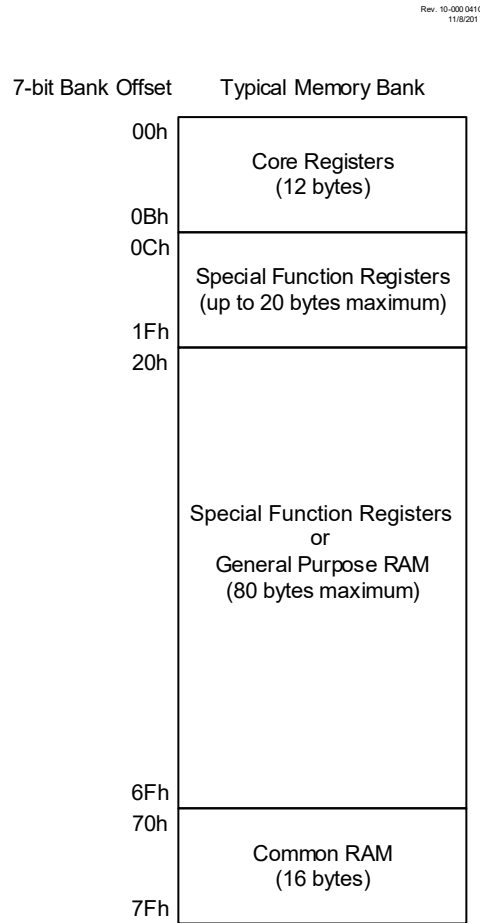 Rev. 10-000 0410
11/8/201
7-bit Bank Offset Typical Memory Bank
00h
Core Registers
(12 bytes)
0Bh
0Ch
Special Function Registers
(up to 20 bytes maximum)
1Fh
20h
Special Function Registers
or
General Purpose RAM
(80 bytes maximum)
6Fh
70h
Common RAM
(16 bytes)
7Fh